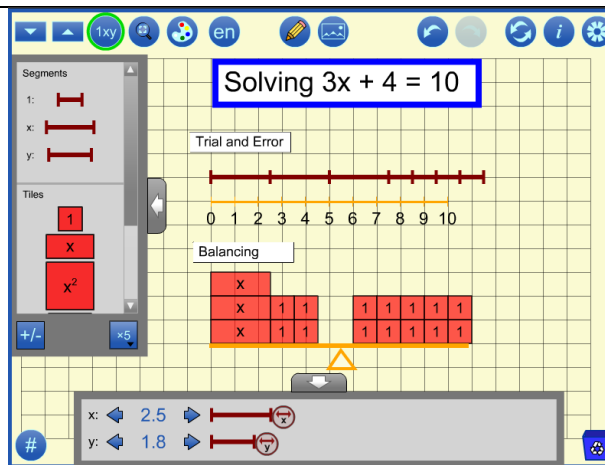 1xy en i
Solving 3x + 4 = 10
Segments
1:
x:
y:
Trial and Error
0 1 2 3 4 5 6 7 8 9 10
Tiles
1
x
x²
Balancing
x
x 1 1 1 1 1 1 1
x 1 1 1 1 1 1 1
+/- ×5
x: 2.5 x
y: 1.8 y
#